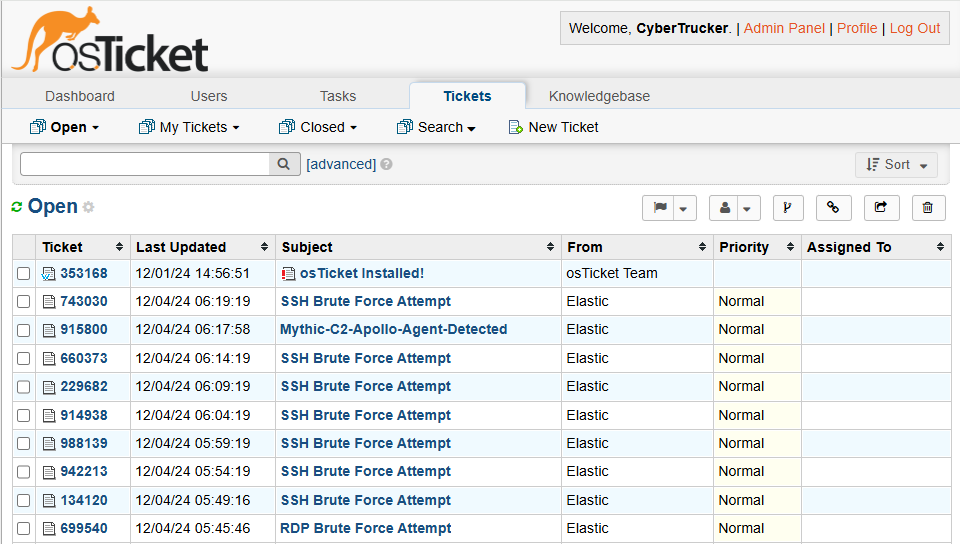 osTicket
Welcome, CyberTrucker. | Admin Panel | Profile | Log Out
Dashboard Users Tasks Tickets Knowledgebase
Open My Tickets Closed Search New Ticket
[advanced] ? Sort
Open
Ticket Last Updated Subject From Priority Assigned To
353168 12/01/24 14:56:51 osTicket Installed! osTicket Team
743030 12/04/24 06:19:19 SSH Brute Force Attempt Elastic Normal
915800 12/04/24 06:17:58 Mythic-C2-Apollo-Agent-Detected Elastic Normal
660373 12/04/24 06:14:19 SSH Brute Force Attempt Elastic Normal
229682 12/04/24 06:09:19 SSH Brute Force Attempt Elastic Normal
914938 12/04/24 06:04:19 SSH Brute Force Attempt Elastic Normal
988139 12/04/24 05:59:19 SSH Brute Force Attempt Elastic Normal
942213 12/04/24 05:54:19 SSH Brute Force Attempt Elastic Normal
134120 12/04/24 05:49:16 SSH Brute Force Attempt Elastic Normal
699540 12/04/24 05:45:46 RDP Brute Force Attempt Elastic Normal